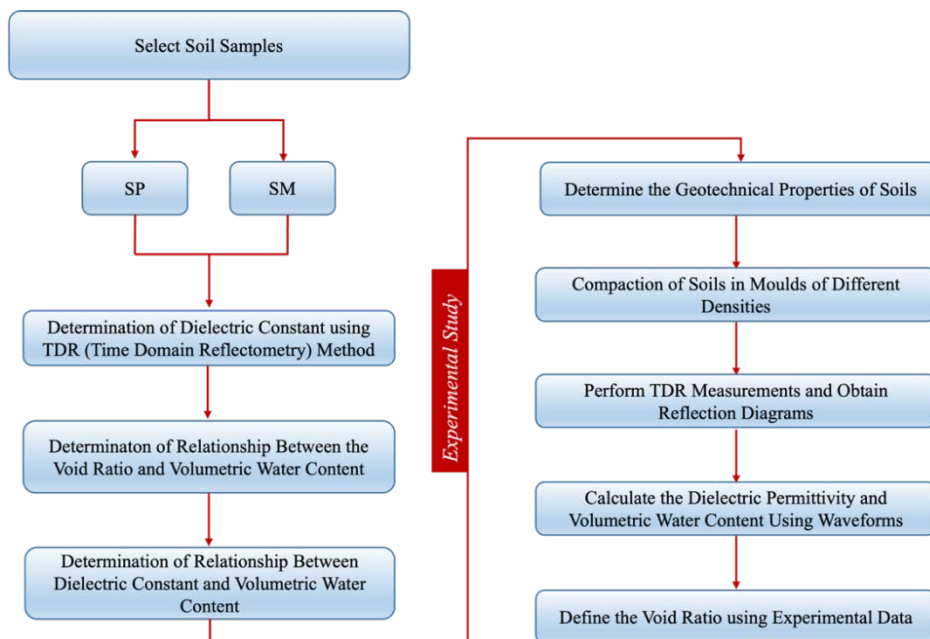 Select Soil Samples
SP
SM
Determination of Dielectric Constant using
TDR (Time Domain Reflectometry) Method
Determinaton of Relationship Between the
Void Ratio and Volumetric Water Content
Determination of Relationship Between
Dielectric Constant and Volumetric Water
Content
Experimental Study
Determine the Geotechnical Properties of Soils
Compaction of Soils in Moulds of Different
Densities
Perform TDR Measurements and Obtain
Reflection Diagrams
Calculate the Dielectric Permittivity and
Volumetric Water Content Using Waveforms
Define the Void Ratio using Experimental Data